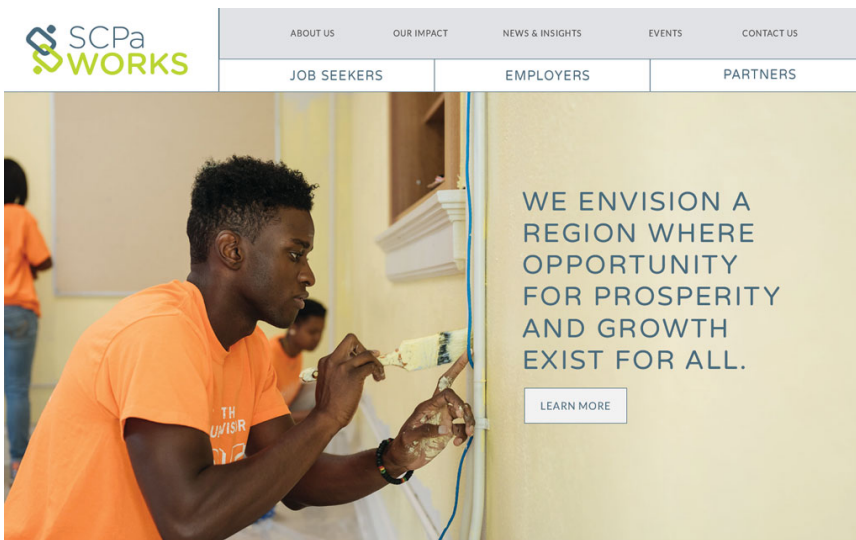 SCPa
WORKS
ABOUT US
OUR IMPACT
NEWS & INSIGHTS
EVENTS
CONTACT US
JOB SEEKERS
EMPLOYERS
PARTNERS
WE ENVISION A
REGION WHERE
OPPORTUNITY
FOR PROSPERITY
AND GROWTH
EXIST FOR ALL.
LEARN MORE
TH